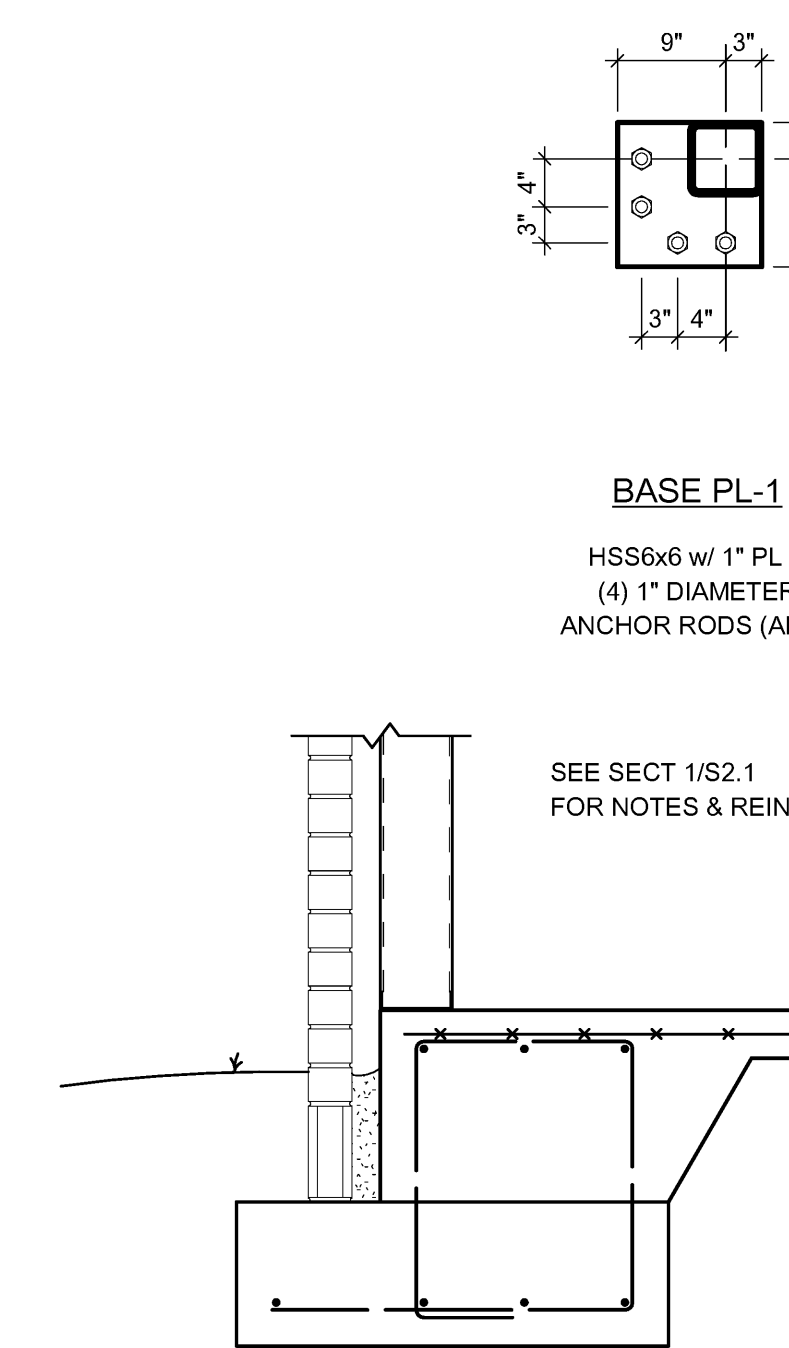 9" 3"
4"
3"
3" 4"
BASE PL-1
HSS6x6 w/ 1" PL
(4) 1" DIAMETER
ANCHOR RODS
SEE SECT 1/S2.1
FOR NOTES & REIN